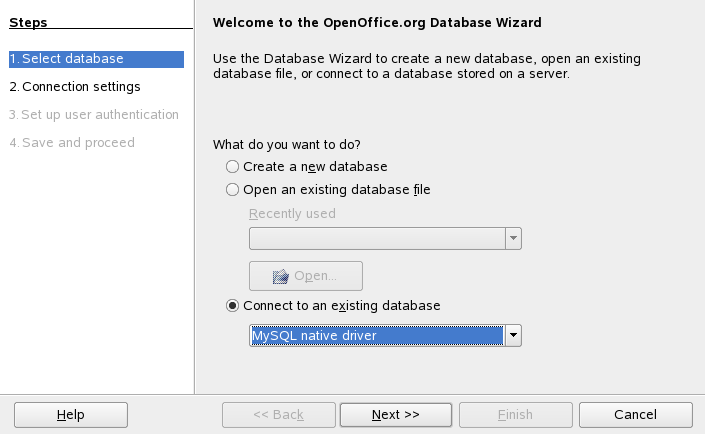 Steps
1. Select database
2. Connection settings
3. Set up user authentication
4. Save and proceed
Welcome to the OpenOffice.org Database Wizard
Use the Database Wizard to create a new database, open an existing
database file, or connect to a database stored on a server.
What do you want to do?
Create a new database
Open an existing database file
Recently used
Open...
Connect to an existing database
MySQL native driver
Help
<< Back
Next >>
Finish
Cancel